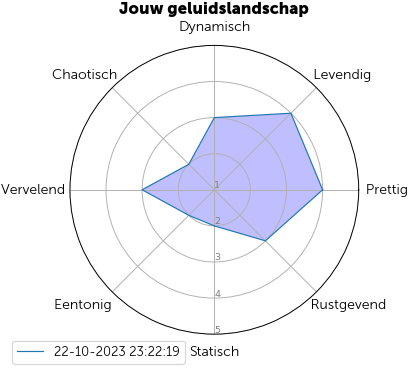 Jouw geluidslandschap
Dynamisch
Chaotisch
Levendig
Vervelend
1
Prettig
2
3
4
Eentonig
Rustgevend
5
22-10-2023 23:22:19
Statisch